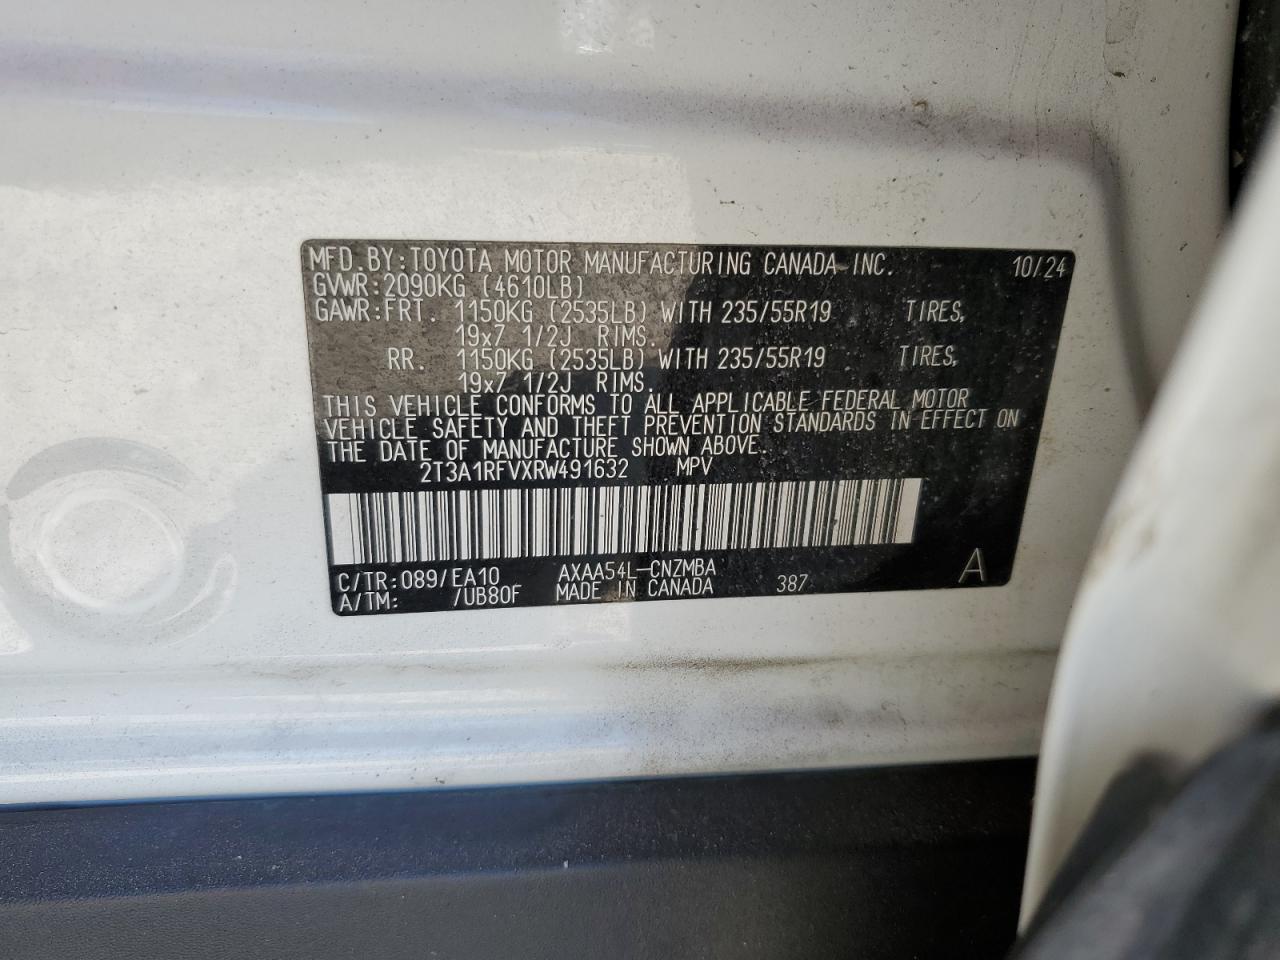 MFD. BY: TOYOTA MOTOR MANUFACTURING CANADA INC. 10/24
GVWR: 2090KG (4610LB)
GAWR: FRT. 1150KG (2535LB) WITH 235/55R19 TIRES,
19x7 1/2J RIMS.
RR. 1150KG (2535LB) WITH 235/55R19 TIRES,
19x7 1/2J RIMS.
THIS VEHICLE CONFORMS TO ALL APPLICABLE FEDERAL MOTOR
VEHICLE SAFETY AND THEFT PREVENTION STANDARDS IN EFFECT ON
THE DATE OF MANUFACTURE SHOWN ABOVE.
2T3A1RFVXRW491632 MPV
C/TR: 089/EA10 AXAA54L-CNZMBA
A/TM: /UB80F MADE IN CANADA 387 A